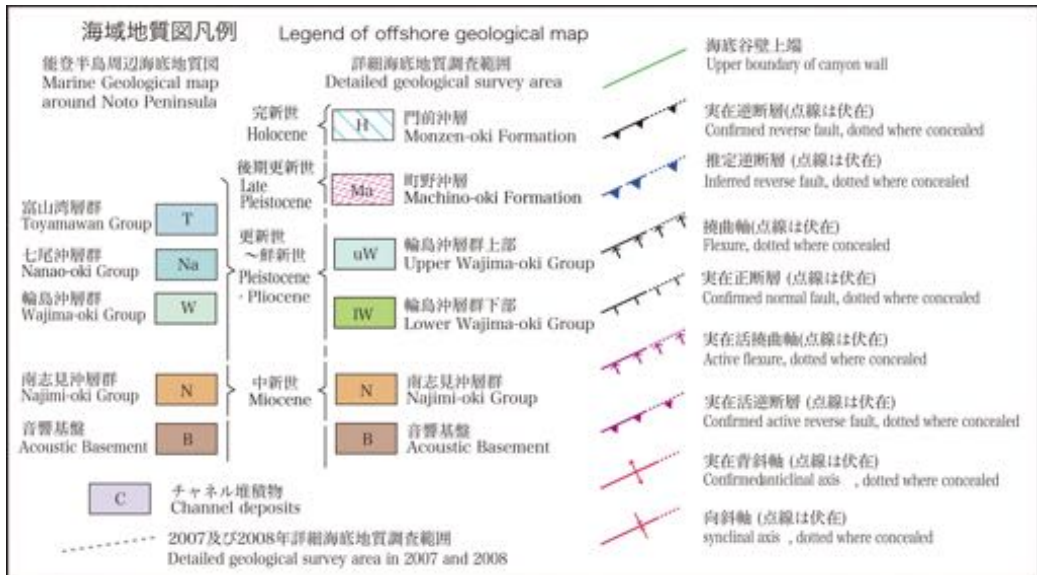 海域地質図凡例 Legend of offshore geological map
能登半島周辺海底地質図
Marine Geological map
around Noto Peninsula
詳細海底地質調査範囲
Detailed geological survey area
富山湾層群
Toyamawan Group
T
七尾沖層群
Nanao-oki Group
Na
輪島沖層群
Wajima-oki Group
W
南志見沖層群
Najimi-oki Group
N
音響基盤
Acoustic Basement
B
完新世
Holocene
後期更新世
Late
Pleistocene
更新世
～鮮新世
Pleistocene
・Pliocene
中新世
Miocene
H
門前沖層
Monzen-oki Formation
Ma
町野沖層
Machino-oki Formation
uW
輪島沖層群上部
Upper Wajima-oki Group
lW
輪島沖層群下部
Lower Wajima-oki Group
N
南志見沖層群
Najimi-oki Group
B
音響基盤
Acoustic Basement
C
チャネル堆積物
Channel deposits
2007及び2008年詳細海底地質調査範囲
Detailed geological survey area in 2007 and 2008
海底谷壁上端
Upper boundary of canyon wall
実在逆断層(点線は伏在)
Confirmed reverse fault, dotted where concealed
推定逆断層 (点線は伏在)
Inferred reverse fault, dotted where concealed
撓曲軸(点線は伏在)
Flexure, dotted where concealed
実在正断層 (点線は伏在)
Confirmed normal fault, dotted where concealed
実在活撓曲軸(点線は伏在)
Active flexure, dotted where concealed
実在活逆断層 (点線は伏在)
Confirmed active reverse fault, dotted where concealed
実在背斜軸 (点線は伏在)
Confirmedanticlinal axis , dotted where concealed
向斜軸 (点線は伏在)
synclinal axis , dotted where concealed